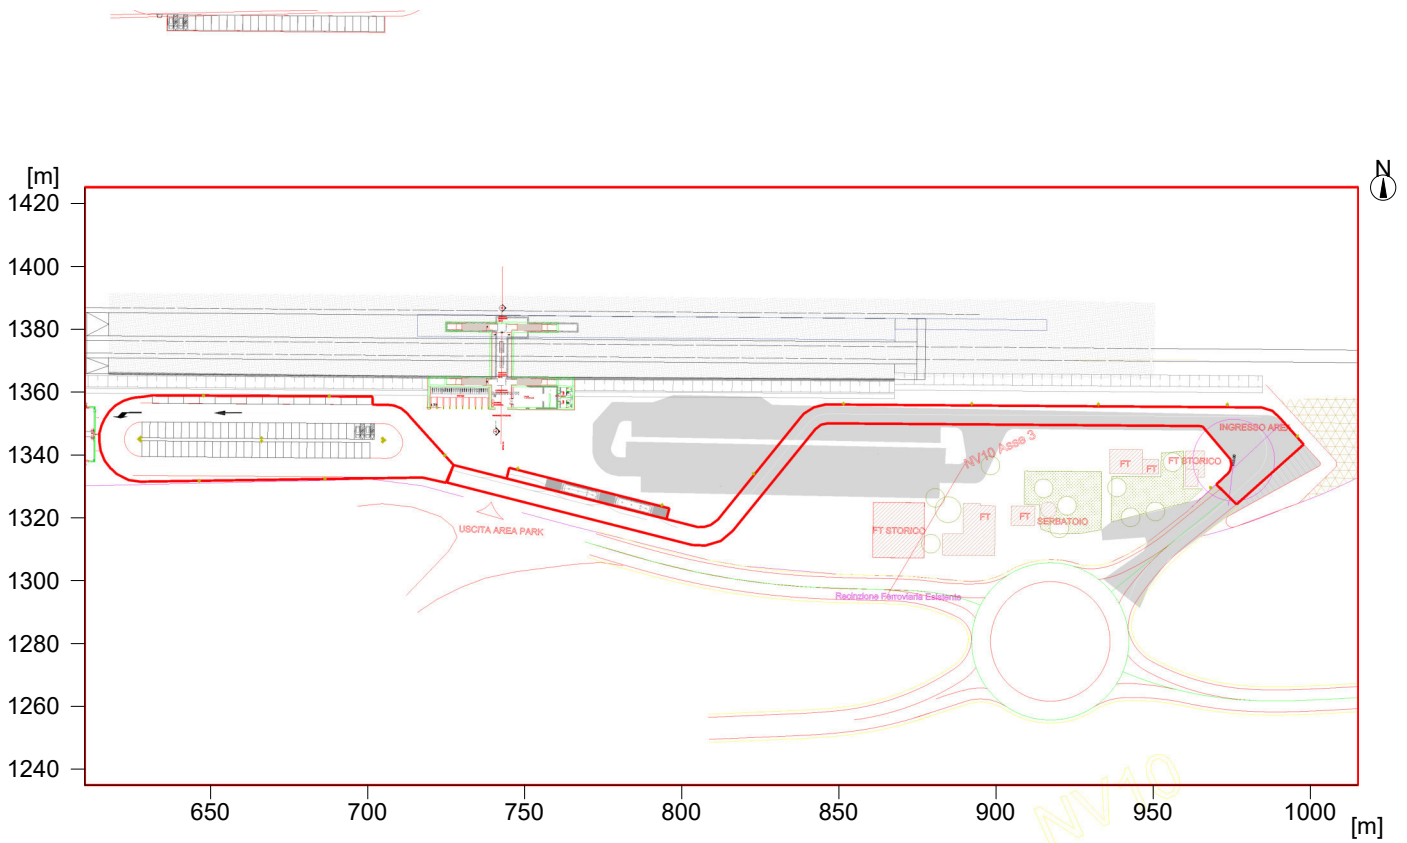 N
[m]
1420
1400
1380
1360
1340
1320
1300
1280
1260
1240
INGRESSO AREA
NV10 Asse 3
FT
FT
FT STORICO
USCITA AREA PARK
FT STORICO
FT
FT
SERBATOIO
Recinzione Ferroviaria Esistente
NV10
650
700
750
800
850
900
950
1000
[m]